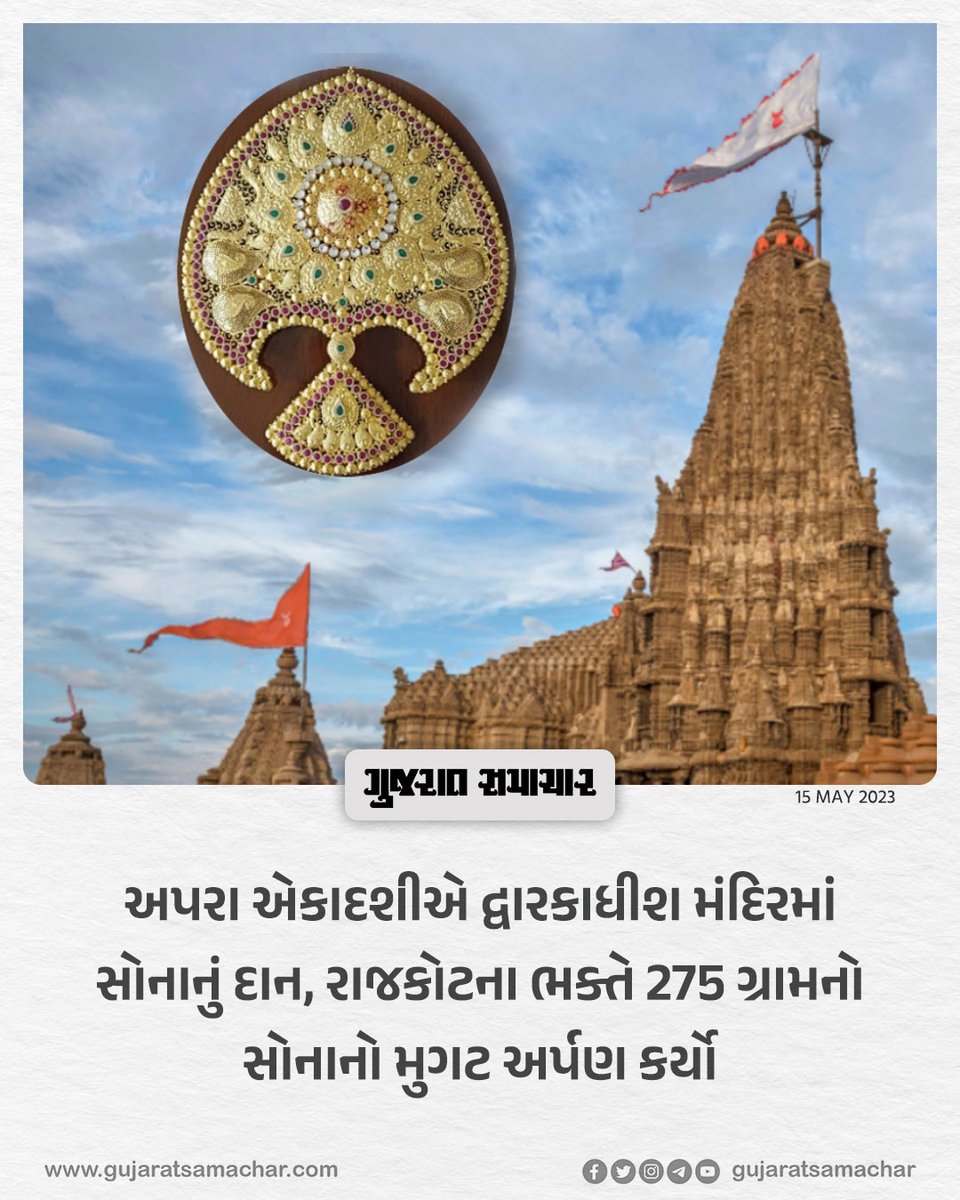 ગુજરાત સમાચાર
15 MAY 2023
અપરા એકાદશીએ દ્વારકાધીશ મંદિરમાં
સોનાનું દાન, રાજકોટના ભક્તે 275 ગ્રામનો
સોનાનો મુગટ અર્પણ કર્યો
www.gujaratsamachar.com
gujaratsamachar